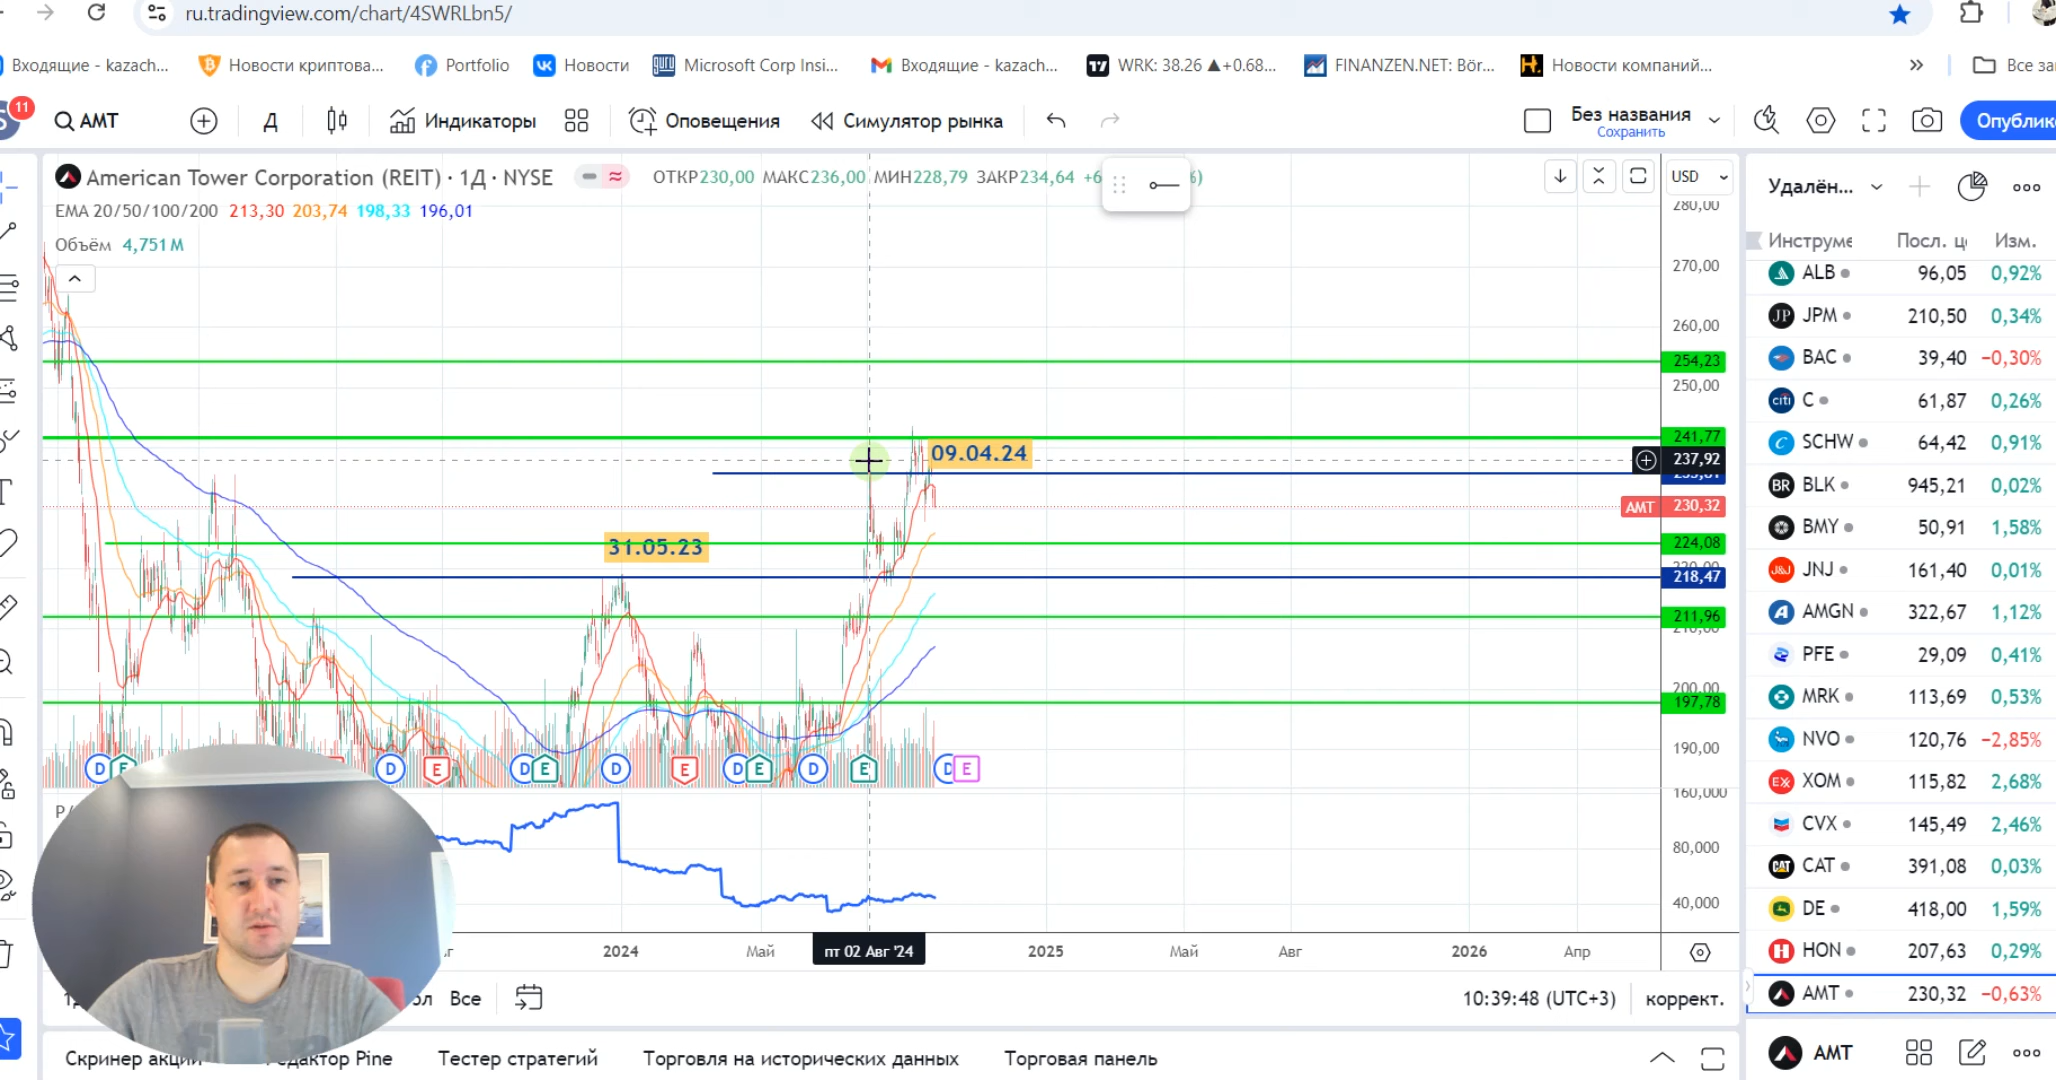 ru.tradingview.com/chart/4SWRLbn5/
Входящие - kazach...
Новости криптова...
Portfolio
Новости
Microsoft Corp Insi...
Входящие - kazach...
WRK: 38.26 ▲+0.68...
FINANZEN.NET: Bör...
Новости компаний...
»
Все за
11
AMT
Д
Индикаторы
Оповещения
Симулятор рынка
Без названия
Сохранить
Опублик
American Tower Corporation (REIT) · 1Д · NYSE
ОТКР230,00 МАКС236,00 МИН228,79 ЗАКР234,64 +6
USD
EMA 20/50/100/200 213,30 203,74 198,33 196,01
Объём 4,751M
280,00
270,00
260,00
254,23
250,00
241,77
237,92
AMT 230,32
224,08
218,47
211,96
210,00
200,00
197,78
190,00
160,000
80,000
40,000
09.04.24
31.05.23
D E D E D E D E D E D E D E
2024
Май
пт 02 Авг '24
2025
Май
Авг
2026
Апр
Все
10:39:48 (UTC+3)
коррект.
Скринер акций
Pine
Тестер стратегий
Торговля на исторических данных
Торговая панель
Удалён...
Инструме Посл. ц Изм.
ALB 96,05 0,92%
JPM 210,50 0,34%
BAC 39,40 −0,30%
C 61,87 0,26%
SCHW 64,42 0,91%
BLK 945,21 0,02%
BMY 50,91 1,58%
JNJ 161,40 0,01%
AMGN 322,67 1,12%
PFE 29,09 0,41%
MRK 113,69 0,53%
NVO 120,76 −2,85%
XOM 115,82 2,68%
CVX 145,49 2,46%
CAT 391,08 0,03%
DE 418,00 1,59%
HON 207,63 0,29%
AMT 230,32 −0,63%
AMT